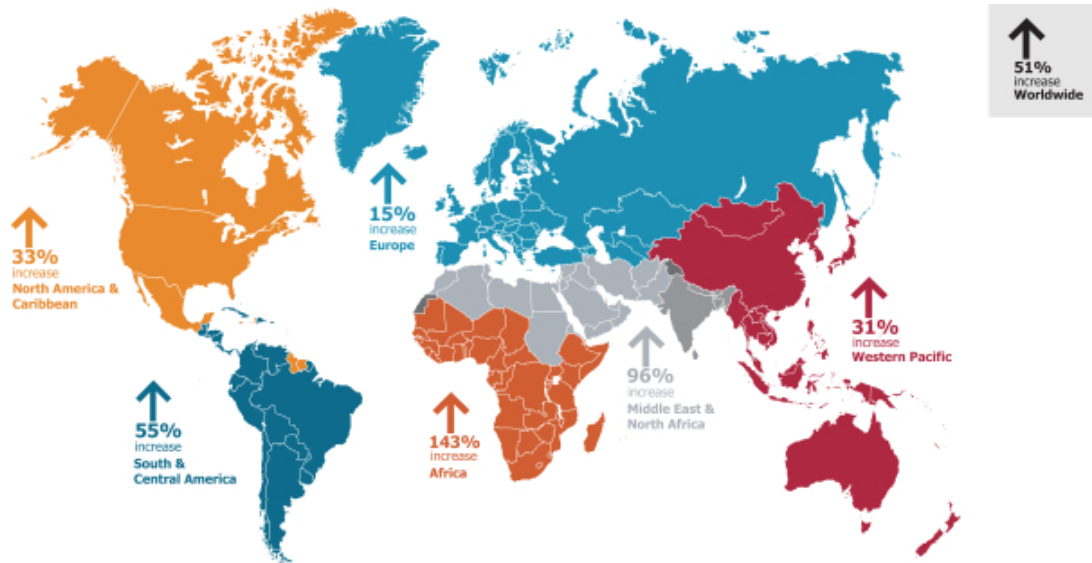 51%
increase
Worldwide
15%
increase
Europe
33%
increase
North America &
Caribbean
31%
increase
Western Pacific
96%
increase
Middle East &
North Africa
55%
increase
South &
Central America
143%
increase
Africa